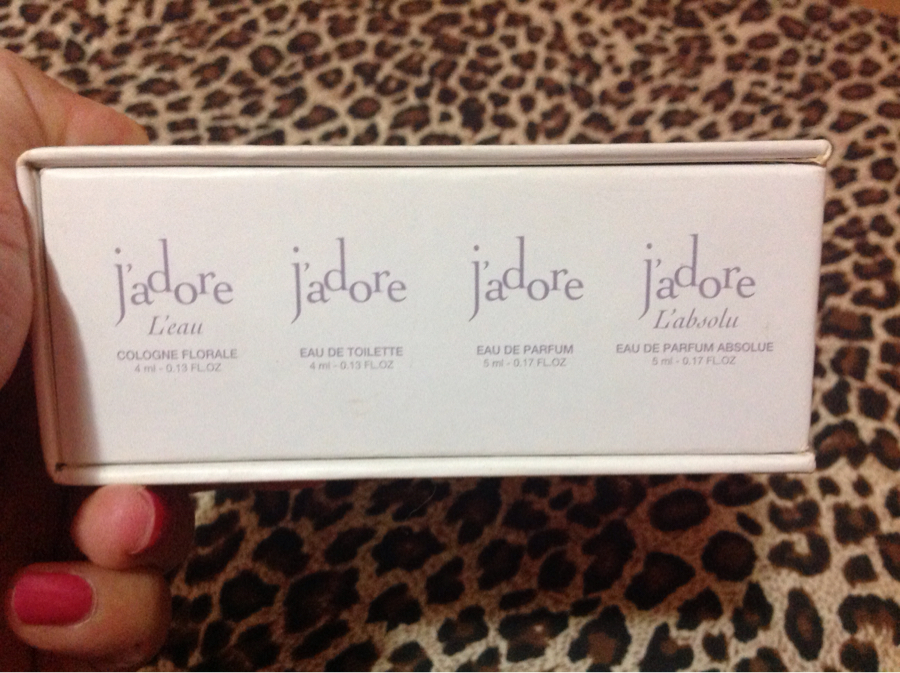 j'adore
L'eau
COLOGNE FLORALE
4 ml - 0.13 FL.OZ
j'adore
EAU DE TOILETTE
4 ml - 0.13 FL.OZ
j'adore
EAU DE PARFUM
5 ml - 0.17 FL.OZ
j'adore
L'absolu
EAU DE PARFUM ABSOLUE
5 ml - 0.17 FL.OZ